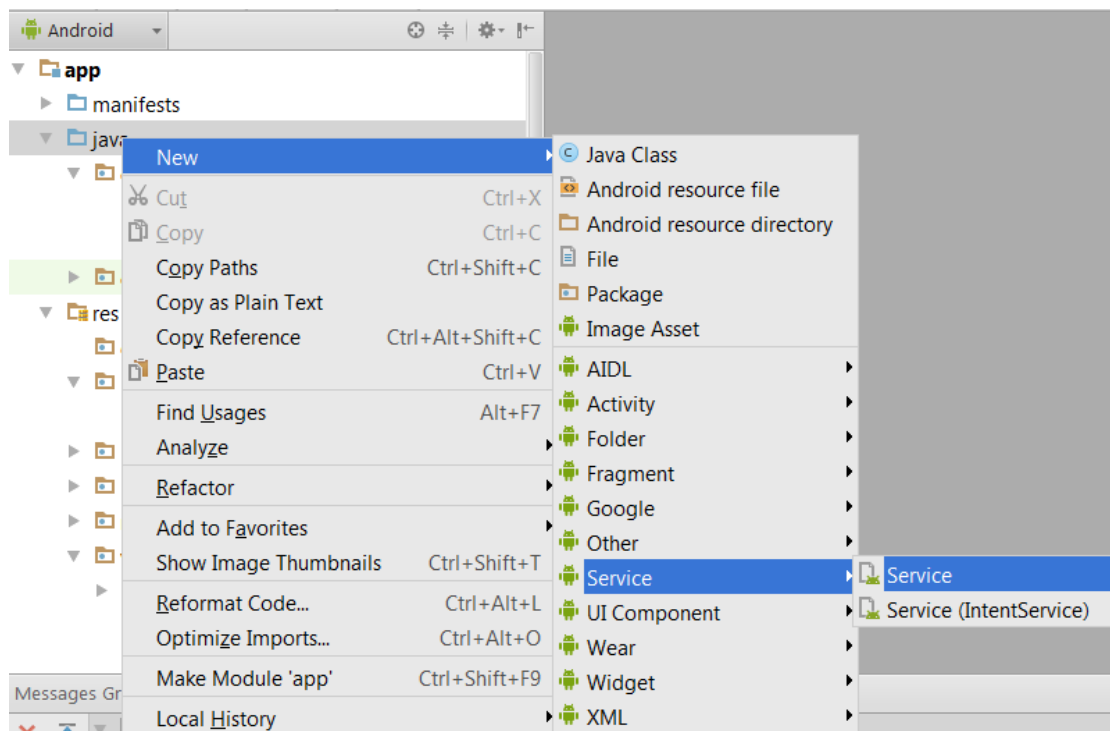 Android
app
manifests
java
res
New
Cut Ctrl+X
Copy Ctrl+C
Copy Paths Ctrl+Shift+C
Copy as Plain Text
Copy Reference Ctrl+Alt+Shift+C
Paste Ctrl+V
Find Usages Alt+F7
Analyze
Refactor
Add to Favorites
Show Image Thumbnails Ctrl+Shift+T
Reformat Code... Ctrl+Alt+L
Optimize Imports... Ctrl+Alt+O
Make Module 'app' Ctrl+Shift+F9
Local History
Java Class
Android resource file
Android resource directory
File
Package
Image Asset
AIDL
Activity
Folder
Fragment
Google
Other
Service
UI Component
Wear
Widget
XML
Service
Service (IntentService)
Messages